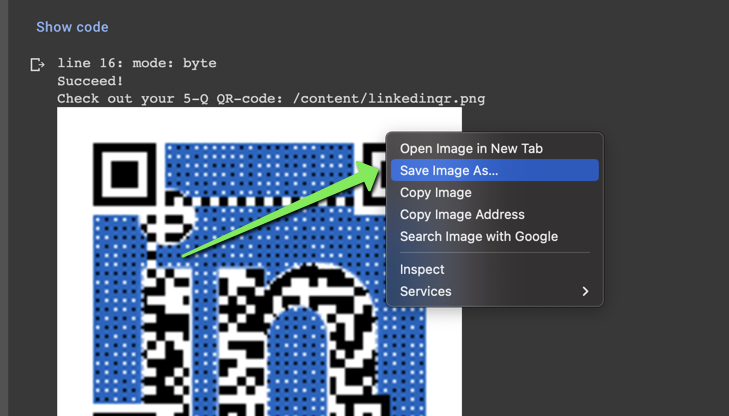 Show code
line 16: mode: byte
Succeed!
Check out your 5-Q QR-code: /content/linkedinqr.png
Open Image in New Tab
Save Image As...
Copy Image
Copy Image Address
Search Image with Google
Inspect
Services
in